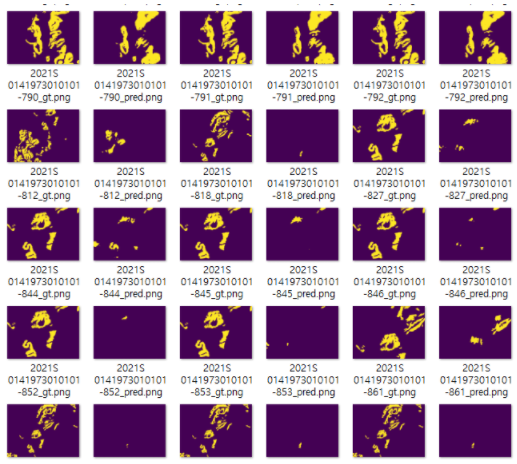 2021S 2021S 2021S 2021S 2021S 2021S
0141973010101 0141973010101 0141973010101 0141973010101 0141973010101 0141973010101
-790_gt.png -790_pred.png -791_gt.png -791_pred.png -792_gt.png -792_pred.png
2021S 2021S 2021S 2021S 2021S 2021S
0141973010101 0141973010101 0141973010101 0141973010101 0141973010101 0141973010101
-812_gt.png -812_pred.png -818_gt.png -818_pred.png -827_gt.png -827_pred.png
2021S 2021S 2021S 2021S 2021S 2021S
0141973010101 0141973010101 0141973010101 0141973010101 0141973010101 0141973010101
-844_gt.png -844_pred.png -845_gt.png -845_pred.png -846_gt.png -846_pred.png
2021S 2021S 2021S 2021S 2021S 2021S
0141973010101 0141973010101 0141973010101 0141973010101 0141973010101 0141973010101
-852_gt.png -852_pred.png -853_gt.png -853_pred.png -861_gt.png -861_pred.png